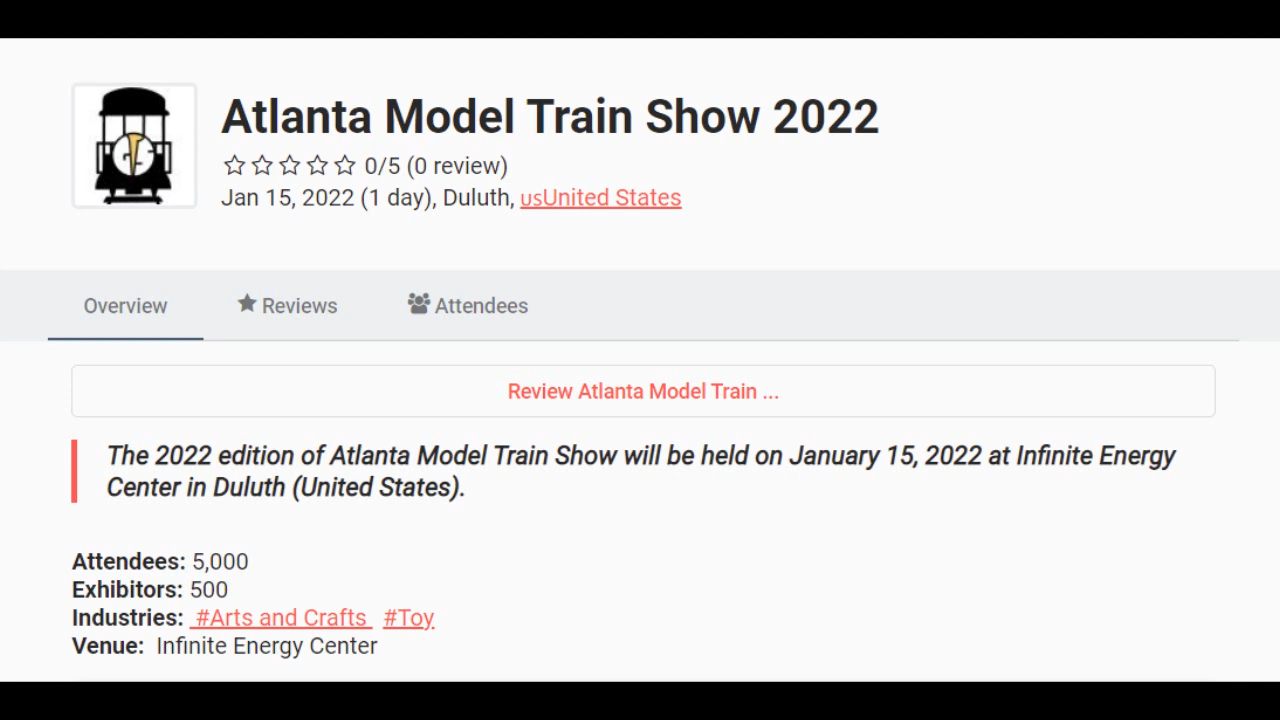 Atlanta Model Train Show 2022
0/5 (0 review)
Jan 15, 2022 (1 day), Duluth, usUnited States
Overview Reviews Attendees
Review Atlanta Model Train ...
The 2022 edition of Atlanta Model Train Show will be held on January 15, 2022 at Infinite Energy
Center in Duluth (United States).
Attendees: 5,000
Exhibitors: 500
Industries: #Arts and Crafts #Toy
Venue: Infinite Energy Center